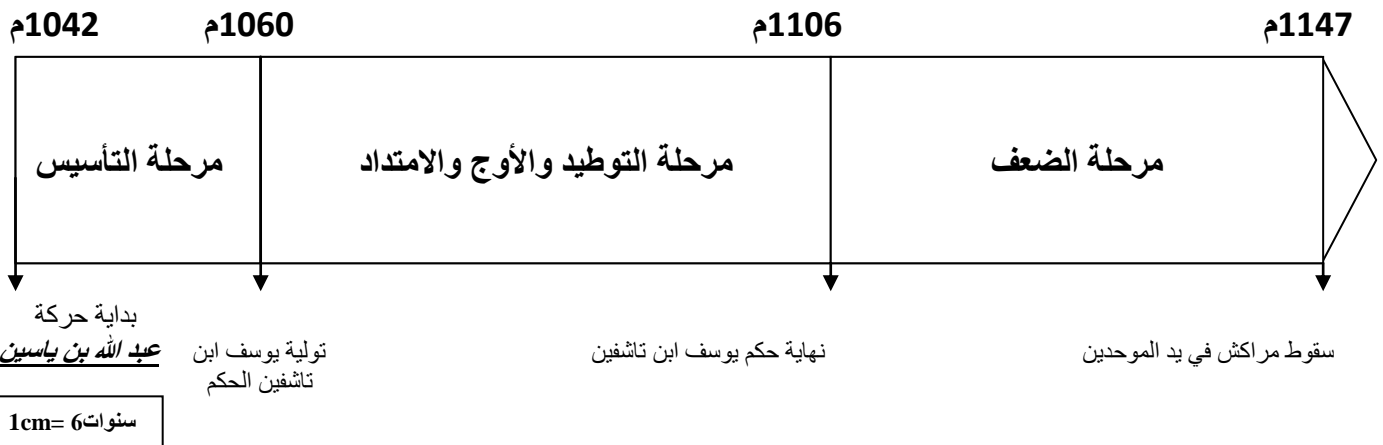 1042م
1060م
1106م
1147م
مرحلة التأسيس
مرحلة التوطيد والأوج والامتداد
مرحلة الضعف
بداية حركة
عبد الله بن ياسين
تولية يوسف ابن
تاشفين الحكم
نهاية حكم يوسف ابن تاشفين
سقوط مراكش في يد الموحدين
1cm= 6سنوات